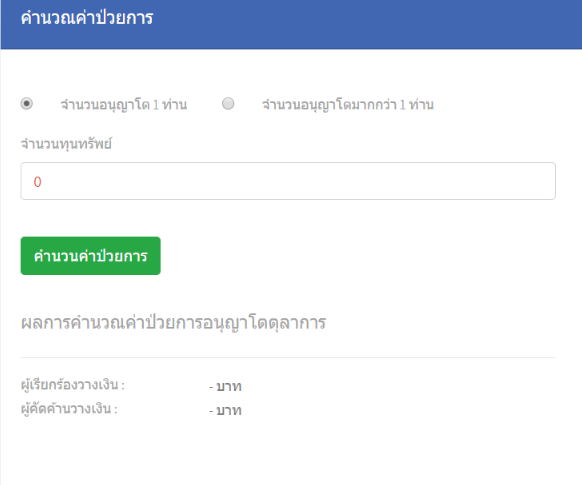 คำนวณค่าป่วยการ
จำนวนอนุญาโต 1 ท่าน จำนวนอนุญาโตมากกว่า 1 ท่าน
จำนวนทุนทรัพย์
0
คำนวนค่าป่วยการ
ผลการคำนวณค่าป่วยการอนุญาโตตุลาการ
ผู้เรียกร้องวางเงิน : - บาท
ผู้คัดค้านวางเงิน : - บาท